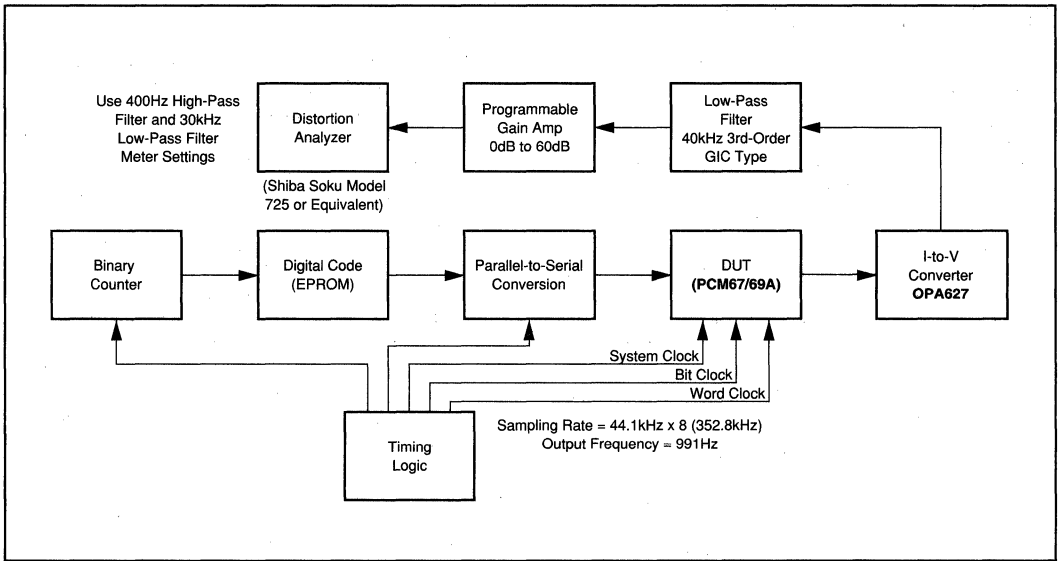 Use 400Hz High-Pass
Filter and 30kHz
Low-Pass Filter
Meter Settings
Distortion
Analyzer
(Shiba Soku Model
725 or Equivalent)
Programmable
Gain Amp
0dB to 60dB
Low-Pass
Filter
40kHz 3rd-Order
GIC Type
Binary
Counter
Digital Code
(EPROM)
Parallel-to-Serial
Conversion
DUT
(PCM67/69A)
I-to-V
Converter
OPA627
System Clock
Bit Clock
Word Clock
Timing
Logic
Sampling Rate = 44.1kHz x 8 (352.8kHz)
Output Frequency = 991Hz